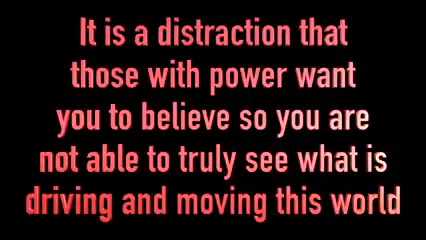 It is a distraction that
those with power want
you to believe so you are
not able to truly see what is
driving and moving this world